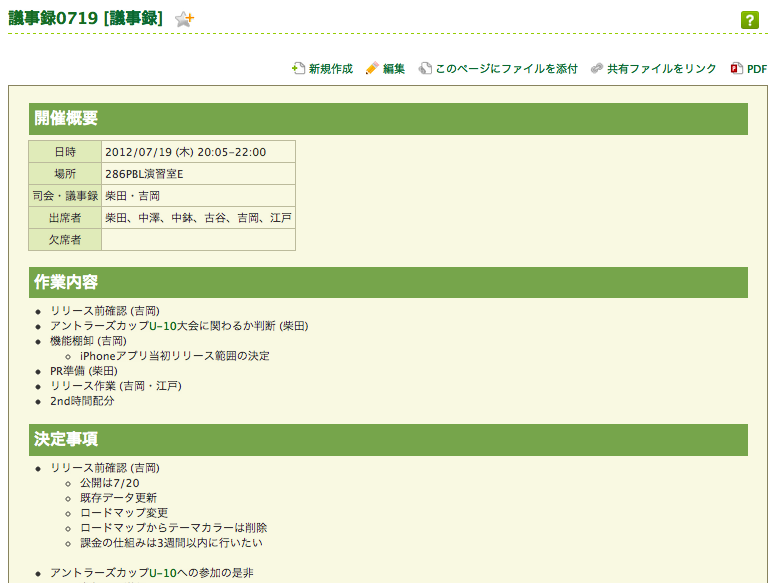 議事録0719 [議事録]
?
新規作成 編集 このページにファイルを添付 共有ファイルをリンク PDF
開催概要
日時 2012/07/19 (木) 20:05-22:00
場所 286PBL演習室E
司会・議事録 柴田・吉岡
出席者 柴田、中澤、中鉢、古谷、吉岡、江戸
欠席者
作業内容
リリース前確認 (吉岡)
アントラーズカップU-10大会に関わるか判断 (柴田)
機能棚卸 (吉岡)
iPhoneアプリ当初リリース範囲の決定
PR準備 (柴田)
リリース作業 (吉岡・江戸)
2nd時間配分
決定事項
リリース前確認 (吉岡)
公開は7/20
既存データ更新
ロードマップ変更
ロードマップからテーマカラーは削除
課金の仕組みは3週間以内に行いたい
アントラーズカップU-10への参加の是非